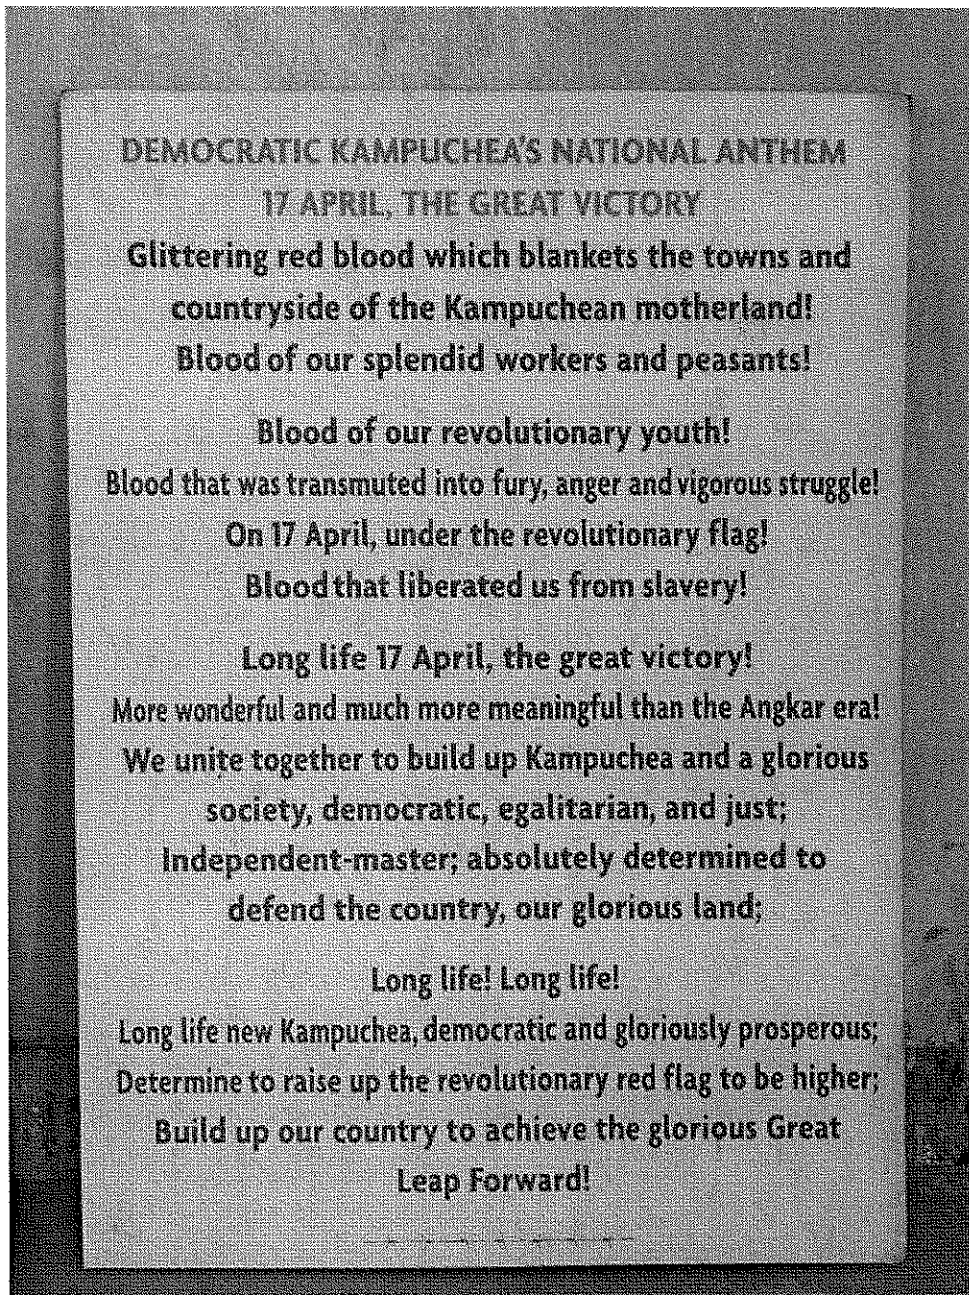 DEMOCRATIC KAMPUCHEA'S NATIONAL ANTHEM
17 APRIL, THE GREAT VICTORY
Glittering red blood which blankets the towns and
countryside of the Kampuchean motherland!
Blood of our splendid workers and peasants!
Blood of our revolutionary youth!
Blood that was transmuted into fury, anger and vigorous struggle!
On 17 April, under the revolutionary flag!
Blood that liberated us from slavery!
Long life 17 April, the great victory!
More wonderful and much more meaningful than the Angkar era!
We unite together to build up Kampuchea and a glorious
society, democratic, egalitarian, and just;
Independent-master; absolutely determined to
defend the country, our glorious land;
Long life! Long life!
Long life new Kampuchea, democratic and gloriously prosperous;
Determine to raise up the revolutionary red flag to be higher;
Build up our country to achieve the glorious Great
Leap Forward!